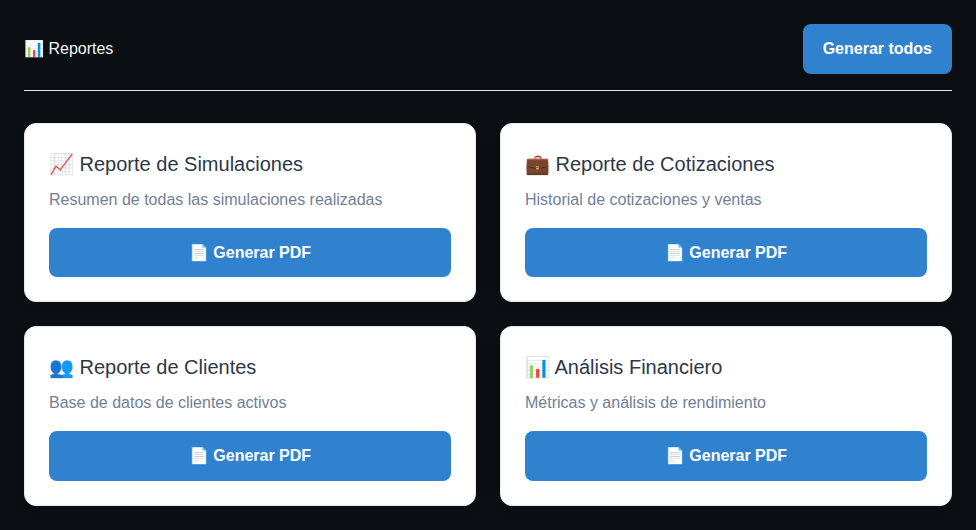 📊 Reportes
Generar todos
📈 Reporte de Simulaciones
Resumen de todas las simulaciones realizadas
📄 Generar PDF
💼 Reporte de Cotizaciones
Historial de cotizaciones y ventas
📄 Generar PDF
👥 Reporte de Clientes
Base de datos de clientes activos
📄 Generar PDF
📊 Análisis Financiero
Métricas y análisis de rendimiento
📄 Generar PDF